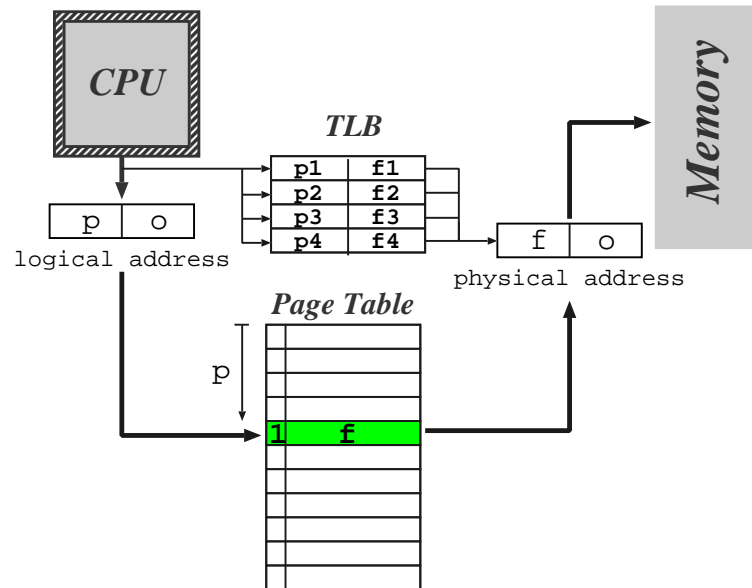 CPU
Memory
TLB
p1 f1
p2 f2
p3 f3
p4 f4
p o
f o
logical address
physical address
Page Table
p
1 f